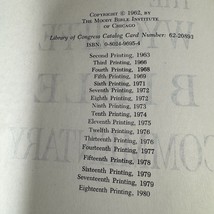 Copyright © 1962, BY
THE MOODY BIBLE INSTITUTE
OF CHICAGO
Library of Congress Catalog Card Number: 62-20893
ISBN: 0-8024-9695-4
Second Printing, 1963
Third Printing, 1966
Fourth Printing, 1968
Fifth Printing, 1969
Sixth Printing, 1971
Seventh Printing, 1972
Eighth Printing, 1972
Ninth Printing, 1973
Tenth Printing, 1974
Eleventh Printing, 1975
Twelfth Printing, 1976
Thirteenth Printing, 1976
Fourteenth Printing, 1977
Fifteenth Printing, 1978
Sixteenth Printing, 1979
Seventeenth Printing, 1979
Eighteenth Printing, 1980